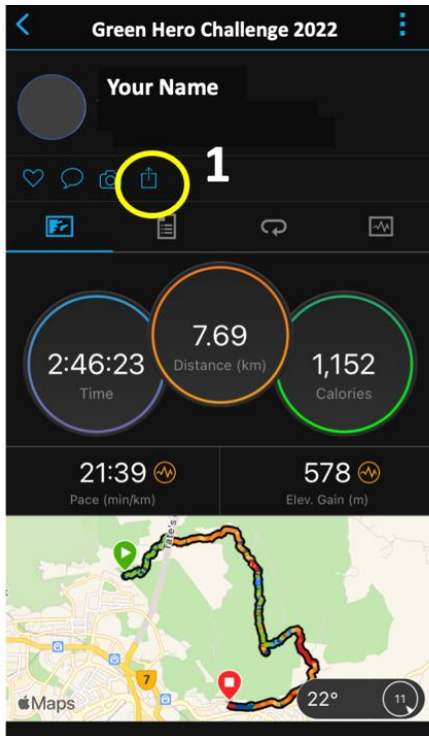 Green Hero Challenge 2022
Your Name
1
7.69
Distance (km)
2:46:23
Time
1,152
Calories
21:39
Pace (min/km)
578
Elev. Gain (m)
Tate's
7
Maps
22°
11